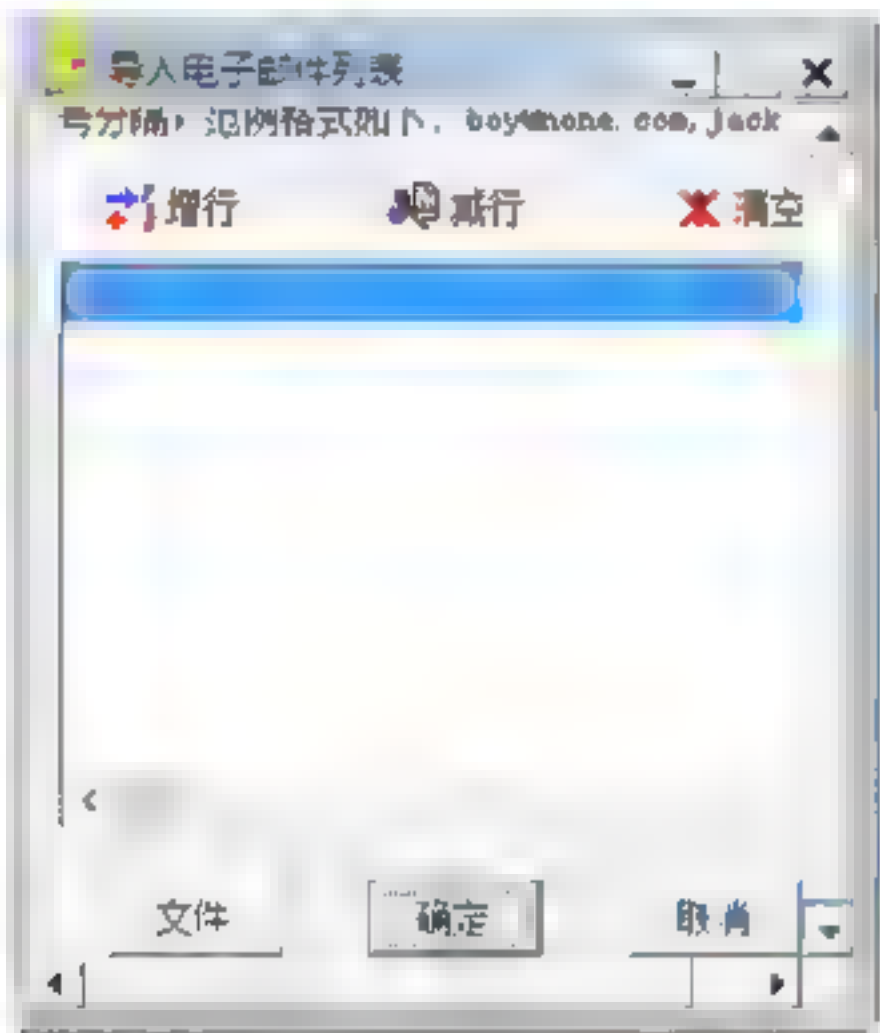 导入电子邮件列表
号分隔，范例格式如下. boy@none.com,jack
增行 减行 清空
文件 确定 取消